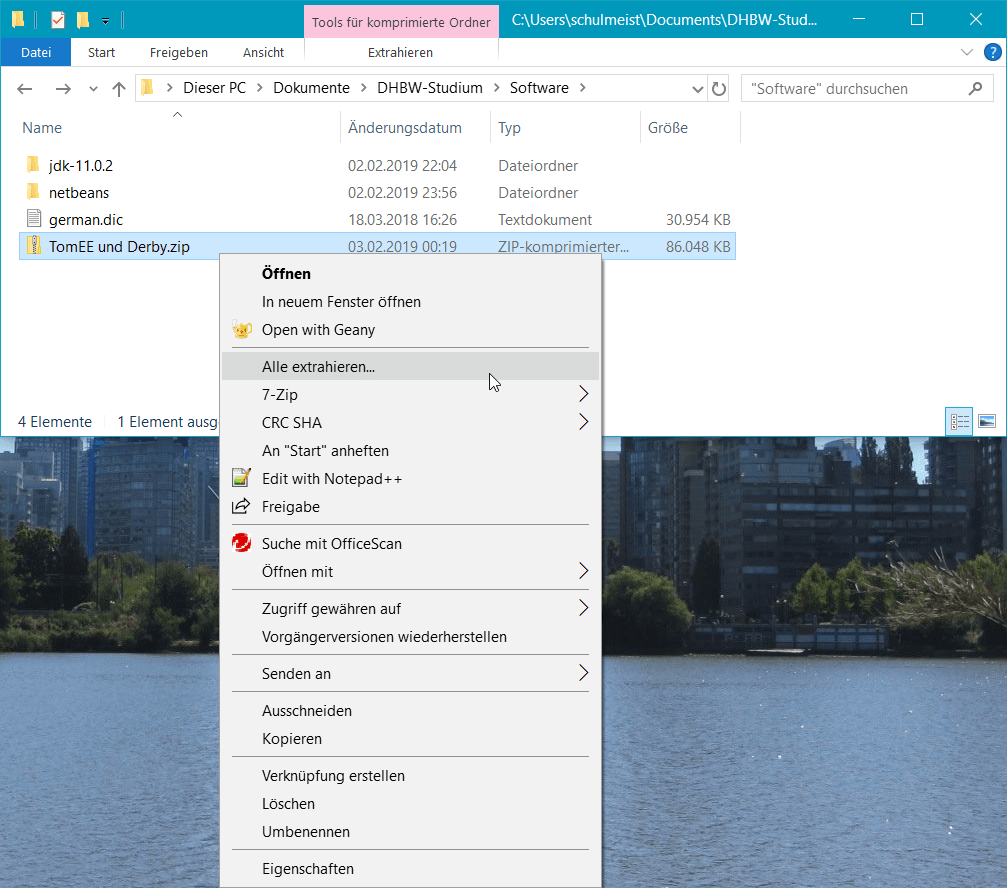 Tools für komprimierte Ordner
C:\Users\schulmeist\Documents\DHBW-Stud...
Datei Start Freigeben Ansicht Extrahieren
?
Dieser PC Dokumente DHBW-Studium Software
"Software" durchsuchen
Name Änderungsdatum Typ Größe
jdk-11.0.2 02.02.2019 22:04 Dateiordner
netbeans 02.02.2019 23:56 Dateiordner
german.dic 18.03.2018 16:26 Textdokument 30.954 KB
TomEE und Derby.zip 03.02.2019 00:19 ZIP-komprimierter... 86.048 KB
Öffnen
In neuem Fenster öffnen
Open with Geany
Alle extrahieren...
7-Zip
CRC SHA
4 Elemente 1 Element ausg
An "Start" anheften
Edit with Notepad++
Freigabe
Suche mit OfficeScan
Öffnen mit
Zugriff gewähren auf
Vorgängerversionen wiederherstellen
Senden an
Ausschneiden
Kopieren
Verknüpfung erstellen
Löschen
Umbenennen
Eigenschaften